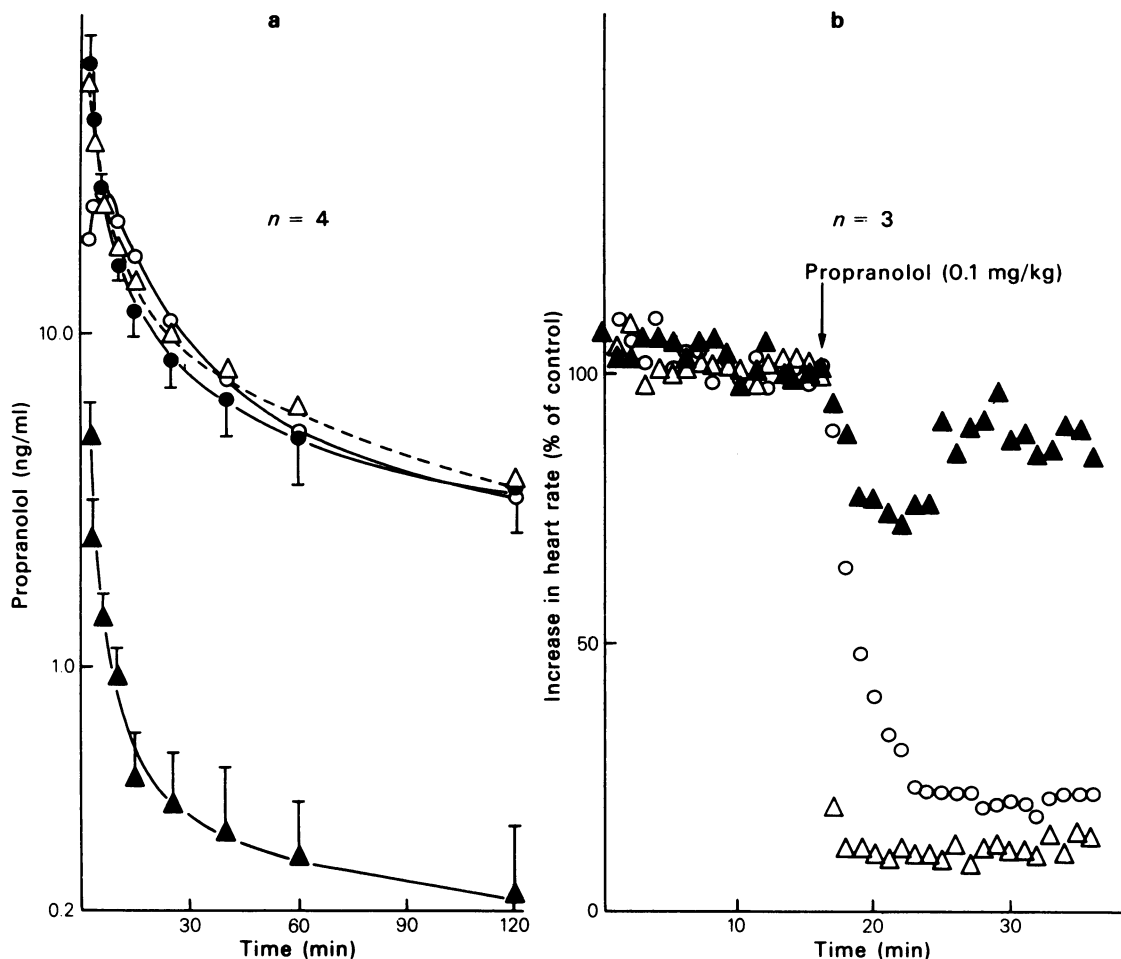 a
n = 4
10.0
1.0
0.2
30
60
90
120
Time (min)
Propranolol (ng/ml)
b
n = 3
Propranolol (0.1 mg/kg)
100
50
0
10
20
30
Time (min)
Increase in heart rate (% of control)